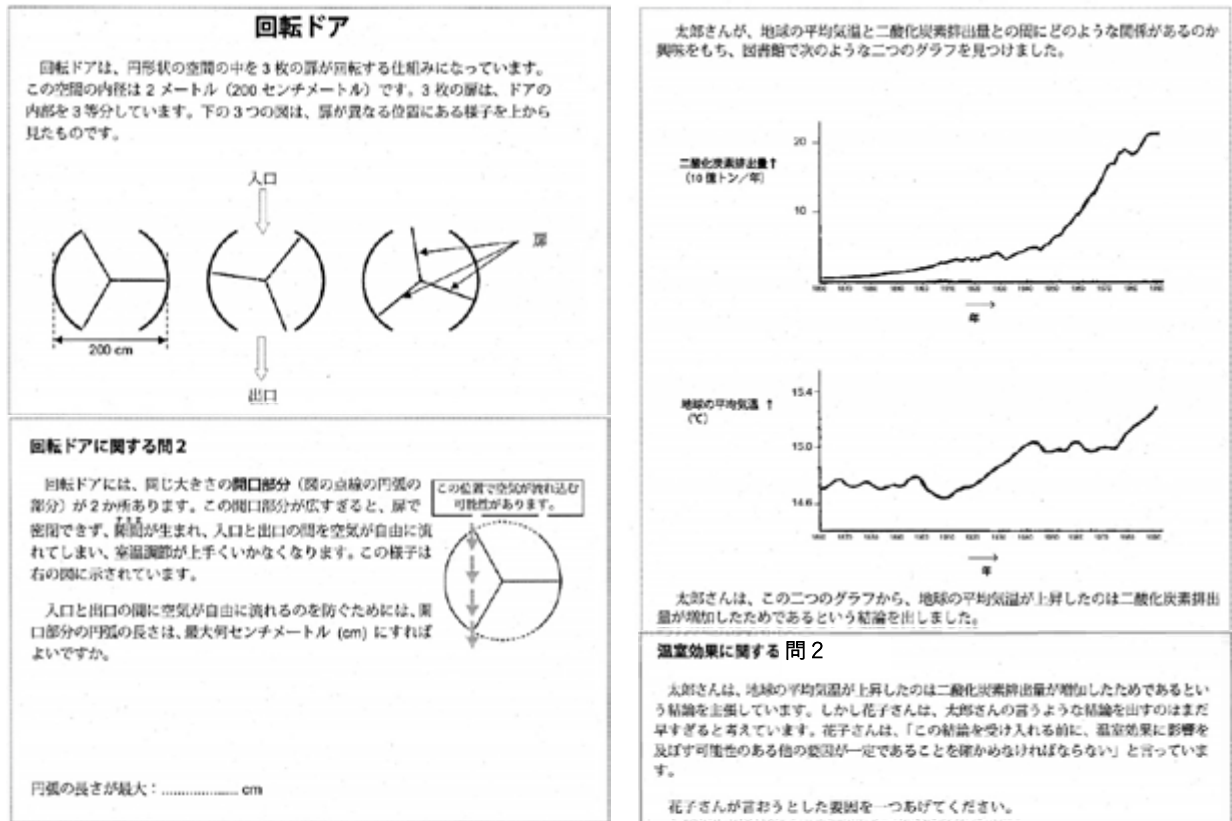 回転ドア
回転ドアは、円形状の空間の中を3枚の扉が回転する仕組みになっています。
この空間の内径は2メートル（200センチメートル）です。3枚の扉は、ドアの
内部を3等分しています。下の3つの図は、扉が異なる位置にある様子を上から
見たものです。
入口
扉
200 cm
出口
回転ドアに関する問2
回転ドアには、同じ大きさの開口部分（図の点線の円弧の
部分）が2か所あります。この開口部分が広すぎると、扉で
密閉できず、隙間が生まれ、入口と出口の間を空気が自由に流
れてしまい、室温調節が上手くいかなくなります。この様子は
右の図に示されています。
この位置で空気が流れ込む
可能性があります。
入口と出口の間に空気が自由に流れるのを防ぐためには、開
口部分の円弧の長さは、最大何センチメートル (cm) にすれば
よいですか。
円弧の長さが最大：.................. cm
太郎さんが、地球の平均気温と二酸化炭素排出量との間にどのような関係があるのか
興味をもち、図書館で次のような二つのグラフを見つけました。
二酸化炭素排出量↑
（10億トン／年）
20
10
年
地球の平均気温 ↑
（℃）
15.4
15.0
14.6
年
太郎さんは、この二つのグラフから、地球の平均気温が上昇したのは二酸化炭素排出
量が増加したためであるという結論を出しました。
温室効果に関する 問2
太郎さんは、地球の平均気温が上昇したのは二酸化炭素排出量が増加したためであるとい
う結論を主張しています。しかし花子さんは、太郎さんの言うような結論を出すのはまだ
早すぎると考えています。花子さんは、「この結論を受け入れる前に、温室効果に影響を
及ぼす可能性のある他の要因が一定であることを確かめなければならない」と言っていま
す。
花子さんが言おうとした要因を一つあげてください。